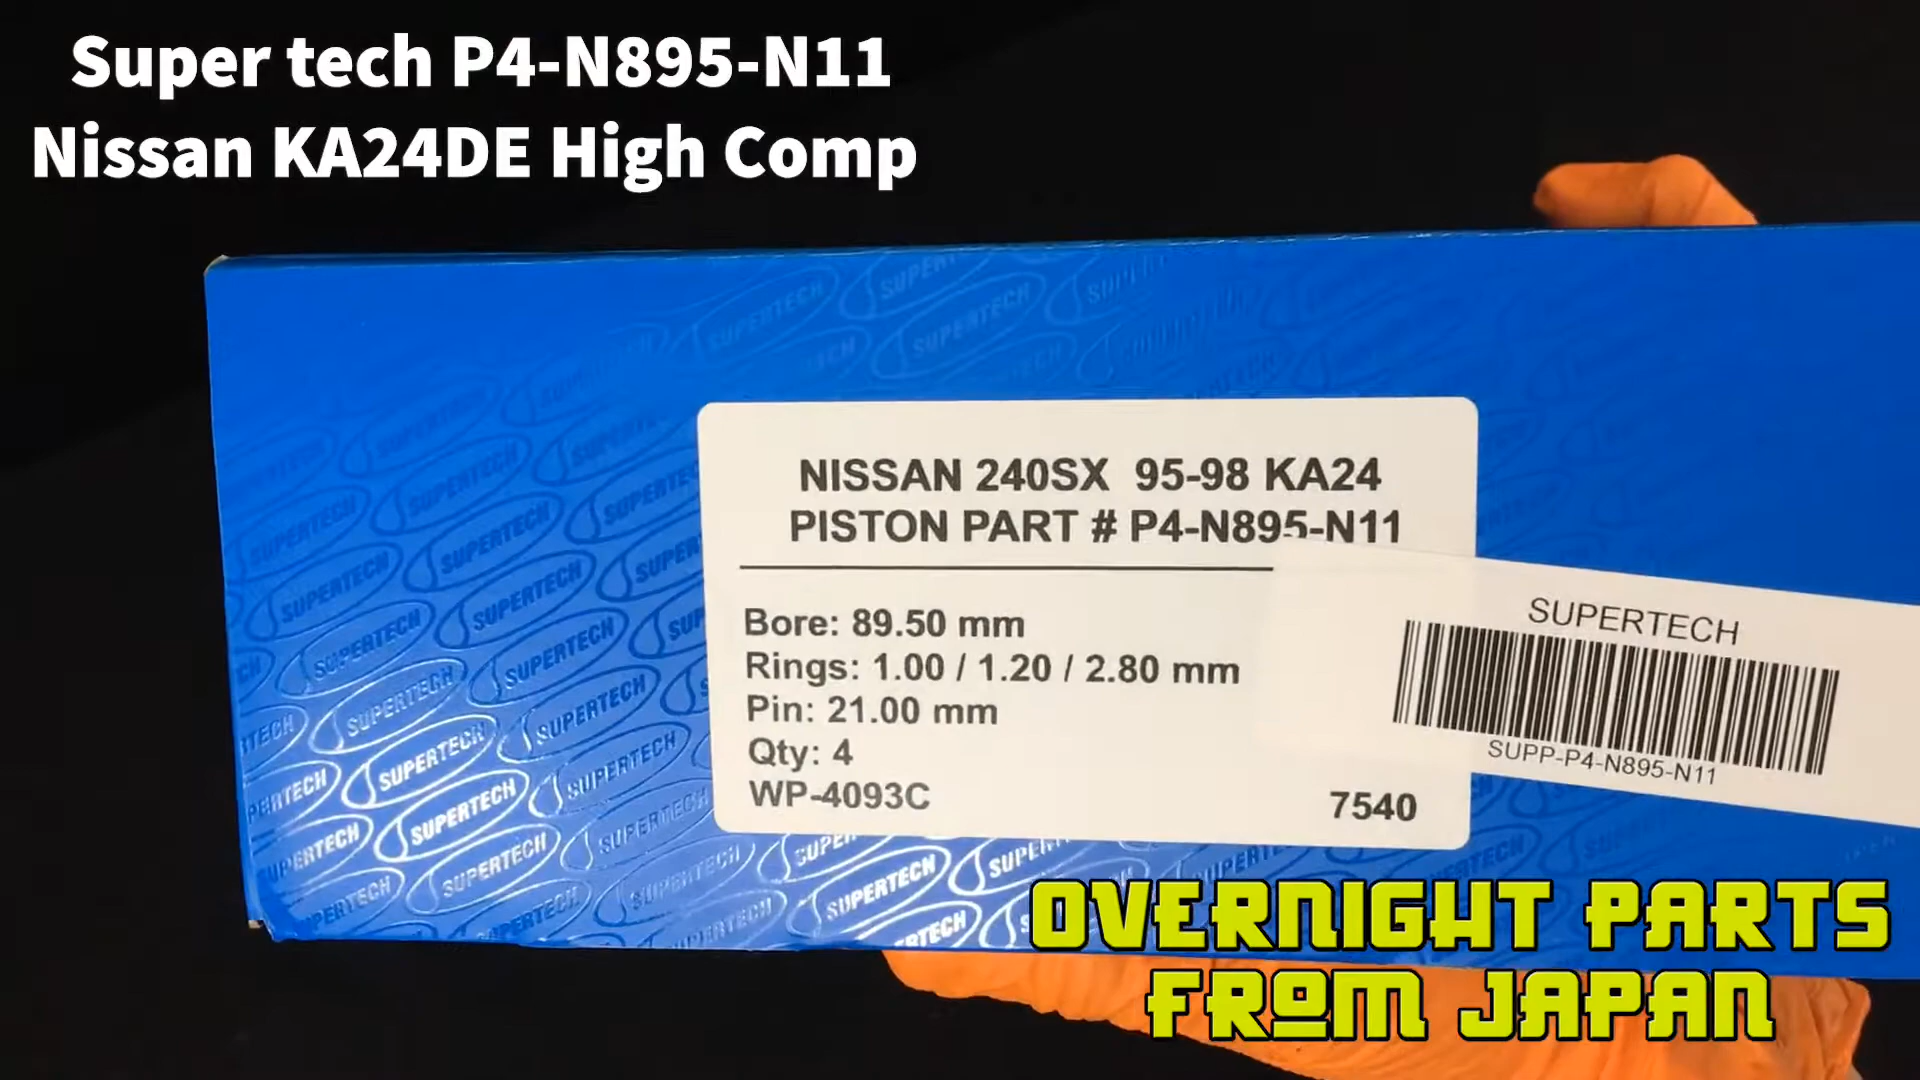 Super tech P4-N895-N11
Nissan KA24DE High Comp
NISSAN 240SX 95-98 KA24
PISTON PART # P4-N895-N11
Bore: 89.50 mm
Rings: 1.00 / 1.20 / 2.80 mm
Pin: 21.00 mm
Qty: 4
WP-4093C
7540
SUPERTECH
SUPP-P4-N895-N11
SUPERTECH
OVERNIGHT PARTS
FROM JAPAN